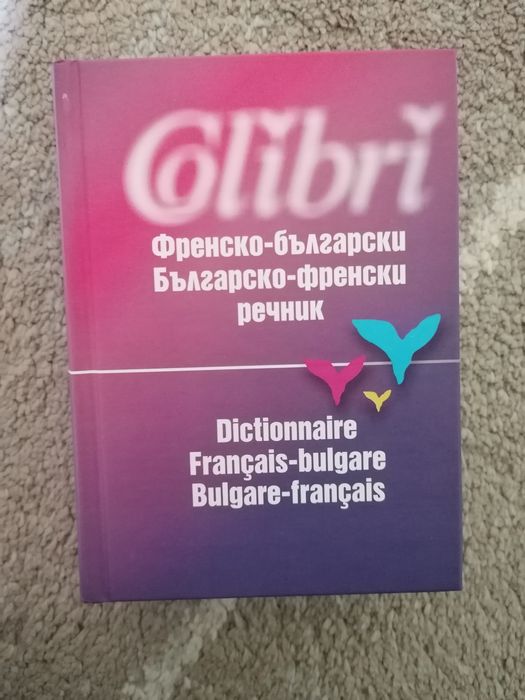 Colibri
Френско-български
Българско-френски
речник
Dictionnaire
Français-bulgare
Bulgare-français